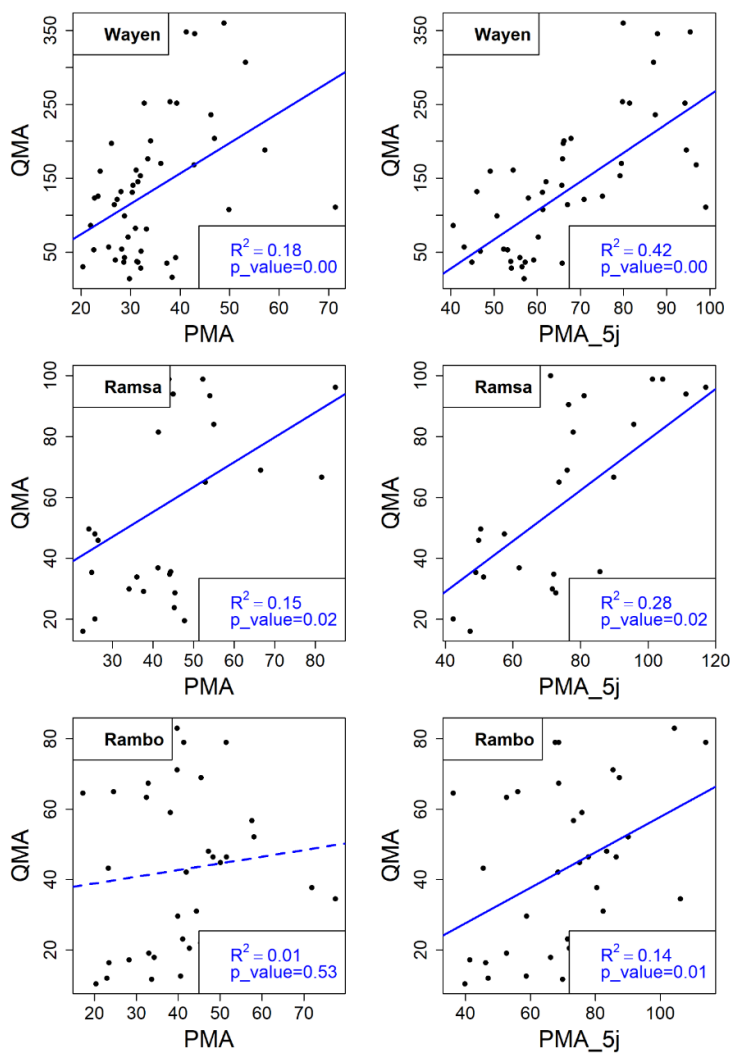 Wayen
QMA
350
250
150
50
R² = 0.18
p_value=0.00
20 30 40 50 60 70
PMA
Wayen
QMA
350
250
150
50
R² = 0.42
p_value=0.00
40 50 60 70 80 90 100
PMA_5j
Ramsa
QMA
100
80
60
40
20
R² = 0.15
p_value=0.02
30 40 50 60 70 80
PMA
Ramsa
QMA
100
80
60
40
20
R² = 0.28
p_value=0.02
40 60 80 100 120
PMA_5j
Rambo
QMA
80
60
40
20
R² = 0.01
p_value=0.53
20 30 40 50 60 70
PMA
Rambo
QMA
80
60
40
20
R² = 0.14
p_value=0.01
40 60 80 100
PMA_5j